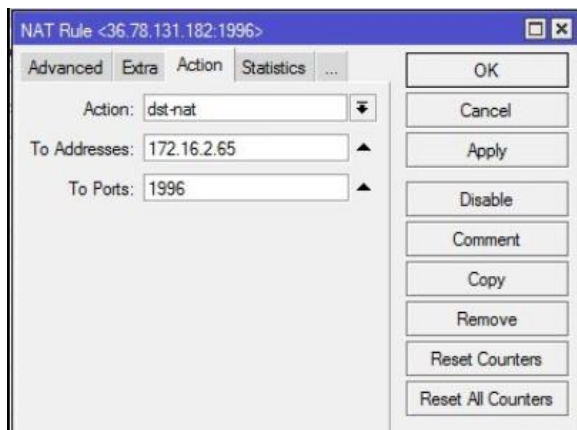 NAT Rule <36.78.131.182:1996>
Advanced Extra Action Statistics ...
Action: dst-nat
To Addresses: 172.16.2.65
To Ports: 1996
OK
Cancel
Apply
Disable
Comment
Copy
Remove
Reset Counters
Reset All Counters